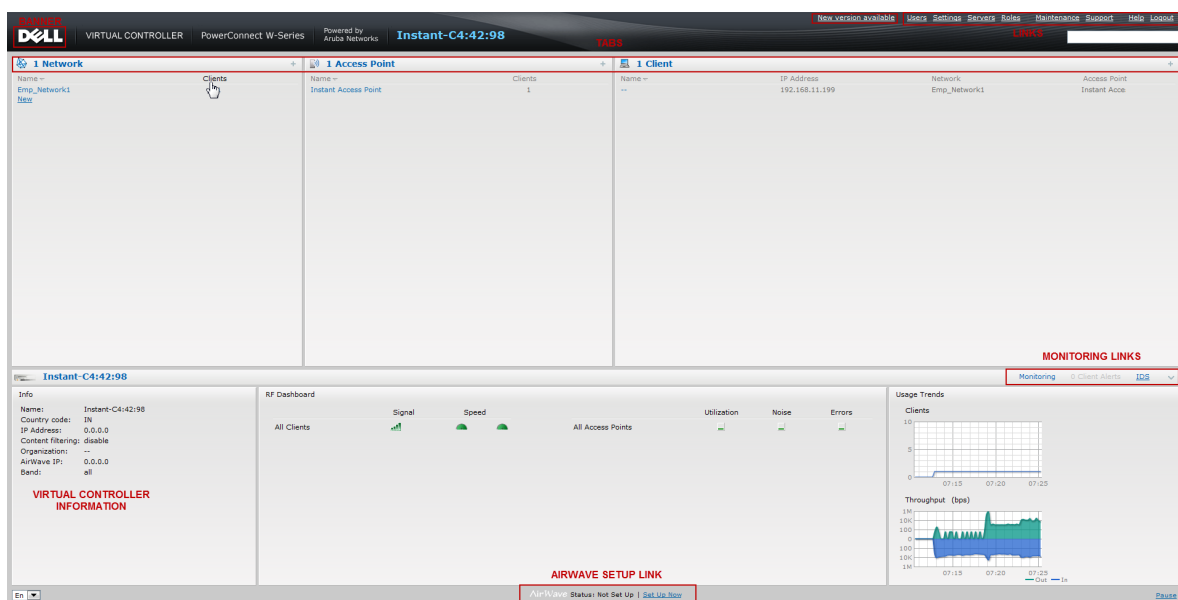 BANNER
New version available Users Settings Servers Roles Maintenance Support Help Logout
DELL VIRTUAL CONTROLLER PowerConnect W-Series Powered by Aruba Networks Instant-C4:42:98
LINKS
TABS
1 Network + 1 Access Point + 1 Client +
Name Clients Name Clients Name IP Address Network Access Point
Emp_Network1 Instant Access Point 1 -- 192.168.11.199 Emp_Network1 Instant Acce
New
MONITORING LINKS
Instant-C4:42:98 Monitoring 0 Client Alerts IDS
Info RF Dashboard Usage Trends
Name: Instant-C4:42:98
Country code: IN
IP Address: 0.0.0.0
Content filtering: disable
Organization: --
AirWave IP: 0.0.0.0
Band: all
VIRTUAL CONTROLLER
INFORMATION
Signal Speed Utilization Noise Errors
All Clients All Access Points
Clients
10
5
0
07:15 07:20 07:25
Throughput (bps)
1M
10K
100
0
100
10K
1M
07:15 07:20 07:25
Out In
AIRWAVE SETUP LINK
En AirWave Status: Not Set Up | Set Up Now Pause